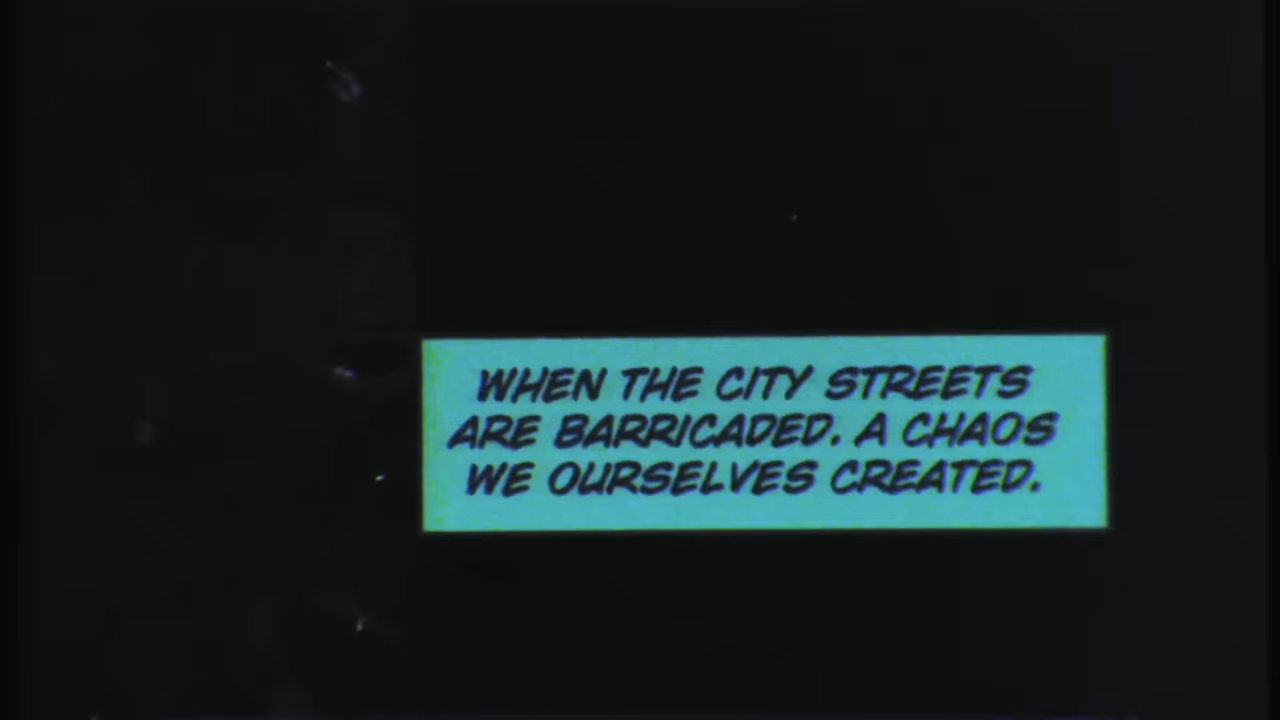 WHEN THE CITY STREETS
ARE BARRICADED. A CHAOS
WE OURSELVES CREATED.